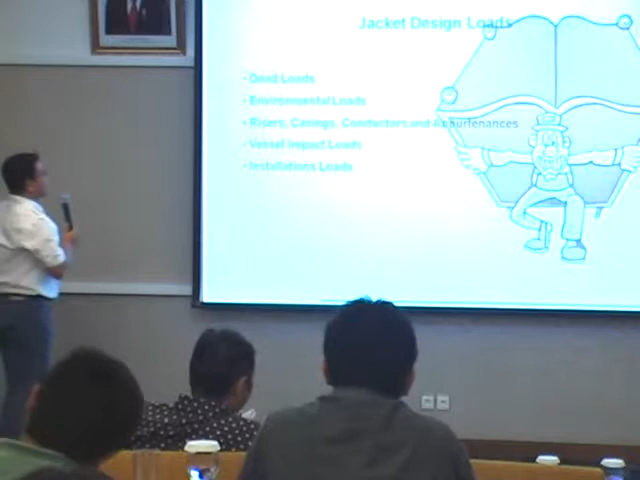 Jacket Design Loads
- Dead Loads
- Environmental Loads
- Risers, Casings, Conductors and Appurtenances
- Vessel Impact Loads
- Installations Loads